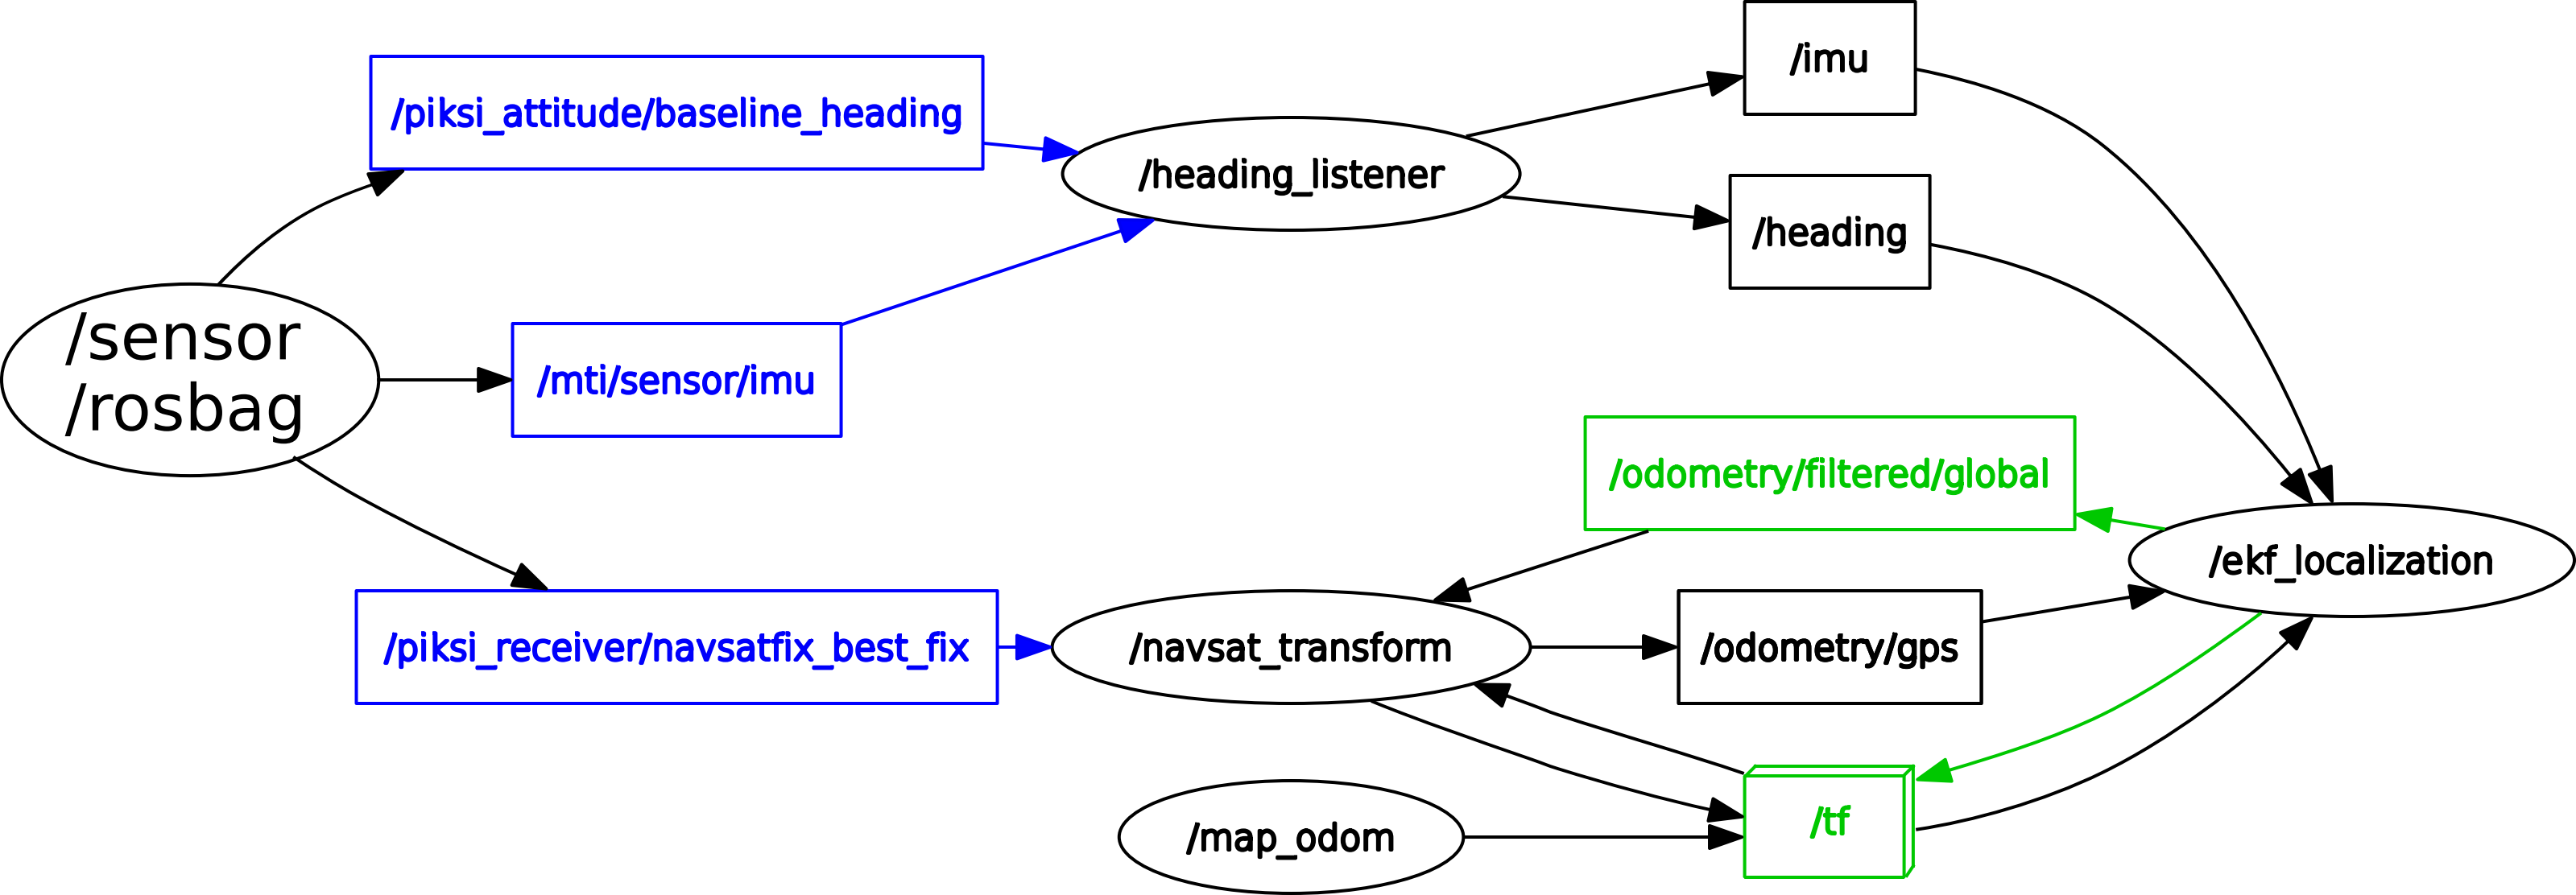 /imu
/piksi_attitude/baseline_heading
/heading_listener
/heading
/sensor
/rosbag
/mti/sensor/imu
/odometry/filtered/global
/ekf_localization
/piksi_receiver/navsatfix_best_fix
/navsat_transform
/odometry/gps
/map_odom
/tf